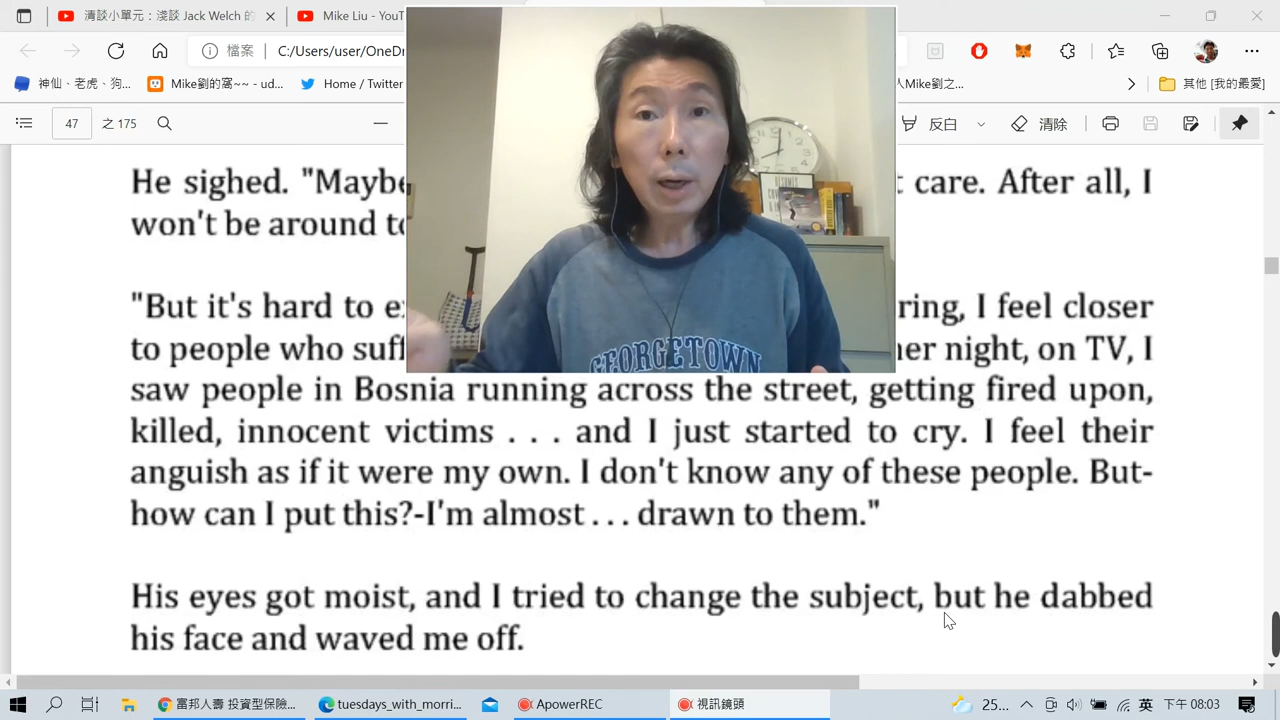 清談小單元：淺談 Jack Welch 的
Mike Liu - YouT
檔案
C:/Users/user/OneDr
神仙、老虎、狗...
Mike劉的窩~~ - ud...
Home / Twitter
人Mike劉之...
其他 [我的最愛]
47 之 175
反白
清除
He sighed. "Maybe
t care. After all, I
won't be around to
"But it's hard to e
ring, I feel closer
to people who suff
her night, on TV, I
saw people in Bosnia running across the street, getting fired upon,
killed, innocent victims . . . and I just started to cry. I feel their
anguish as if it were my own. I don't know any of these people. But-
how can I put this?-I'm almost . . . drawn to them."
His eyes got moist, and I tried to change the subject, but he dabbed
his face and waved me off.
GEORGETOWN
富邦人壽 投資型保險...
tuesdays_with_morri...
ApowerREC
視訊鏡頭
25...
英
下午 08:03